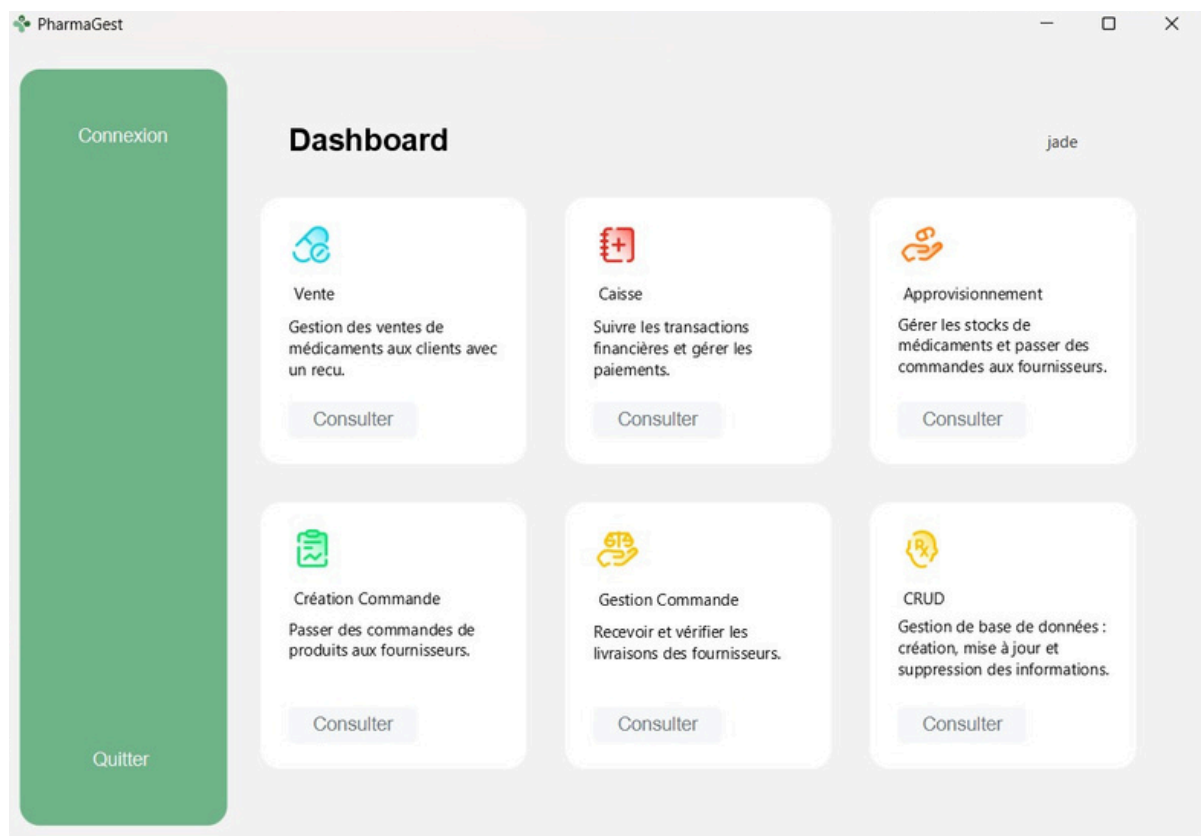 PharmaGest
Connexion
Dashboard
jade
Vente
Gestion des ventes de
médicaments aux clients avec
un recu.
Consulter
Caisse
Suivre les transactions
financières et gérer les
paiements.
Consulter
Approvisionnement
Gérer les stocks de
médicaments et passer des
commandes aux fournisseurs.
Consulter
Création Commande
Passer des commandes de
produits aux fournisseurs.
Consulter
Gestion Commande
Recevoir et vérifier les
livraisons des fournisseurs.
Consulter
Rx
CRUD
Gestion de base de données :
création, mise à jour et
suppression des informations.
Consulter
Quitter